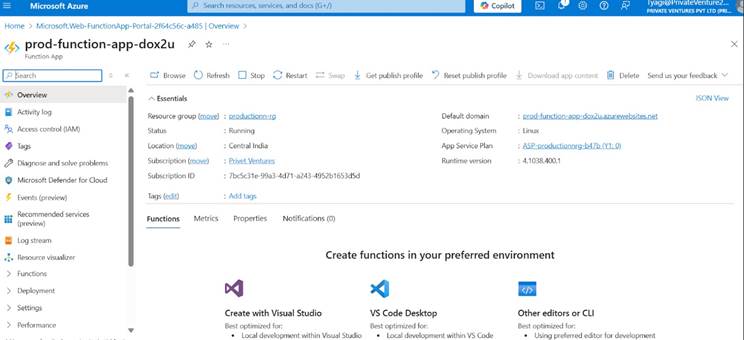 Microsoft Azure
Search resources, services, and docs (G+/)
Copilot
Tyagi@PrivateVenture2...
PRIVATE VENTURES PVT LTD (PRI...
Home > Microsoft.Web-FunctionApp-Portal-2f64c56c-a485 | Overview >
prod-function-app-dox2u
Function App
Search
Browse Refresh Stop Restart Swap Get publish profile Reset publish profile Download app content Delete Send us your feedback
Overview
Activity log
Access control (IAM)
Tags
Diagnose and solve problems
Microsoft Defender for Cloud
Events (preview)
Recommended services
(preview)
Log stream
Resource visualizer
Functions
Deployment
Settings
Performance
Essentials
JSON View
Resource group (move) : productionn-rg
Status : Running
Location (move) : Central India
Subscription (move) : Privet Ventures
Subscription ID : 7bc5c31e-99a3-4d71-a243-4952b1653d5d
Tags (edit) : Add tags
Default domain : prod-function-app-dox2u.azurewebsites.net
Operating System : Linux
App Service Plan : ASP-productionrg-b47b (Y1: 0)
Runtime version : 4.1038.400.1
Functions Metrics Properties Notifications (0)
Create functions in your preferred environment
Create with Visual Studio
Best optimized for:
• Local development within Visual Studio
VS Code Desktop
Best optimized for:
• Local development within VS Code
Other editors or CLI
Best optimized for:
• Using preferred editor for development